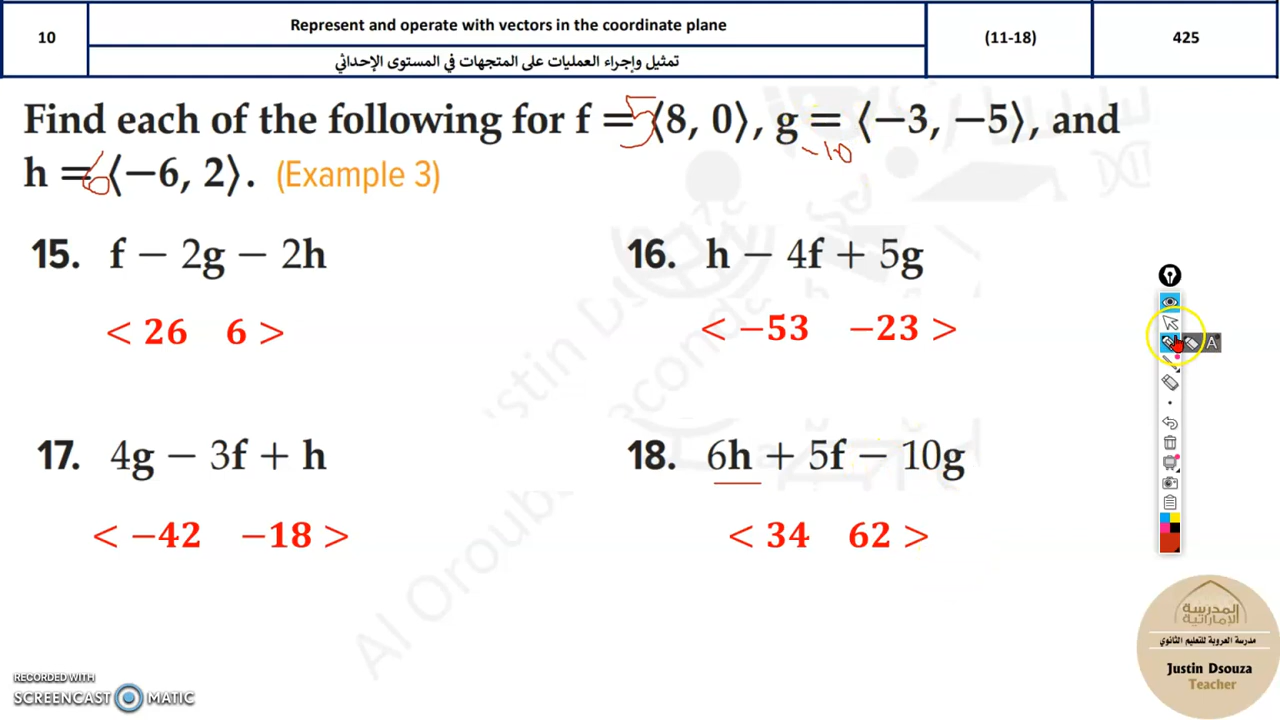 10
Represent and operate with vectors in the coordinate plane
تمثيل وإجراء العمليات على المتجهات في المستوى الإحداثي
(11-18)
425
Find each of the following for f = 5⟨8, 0⟩, g = ⟨−3, −5⟩, and
−10
h = 6⟨−6, 2⟩. (Example 3)
15. f − 2g − 2h
16. h − 4f + 5g
< 26 6 >
< −53 −23 >
17. 4g − 3f + h
18. 6h + 5f − 10g
< −42 −18 >
< 34 62 >
A
المدرسة
الإماراتية
مدرسة العروبة للتعليم الثانوي
Justin Dsouza
Teacher
RECORDED WITH
SCREENCAST MATIC